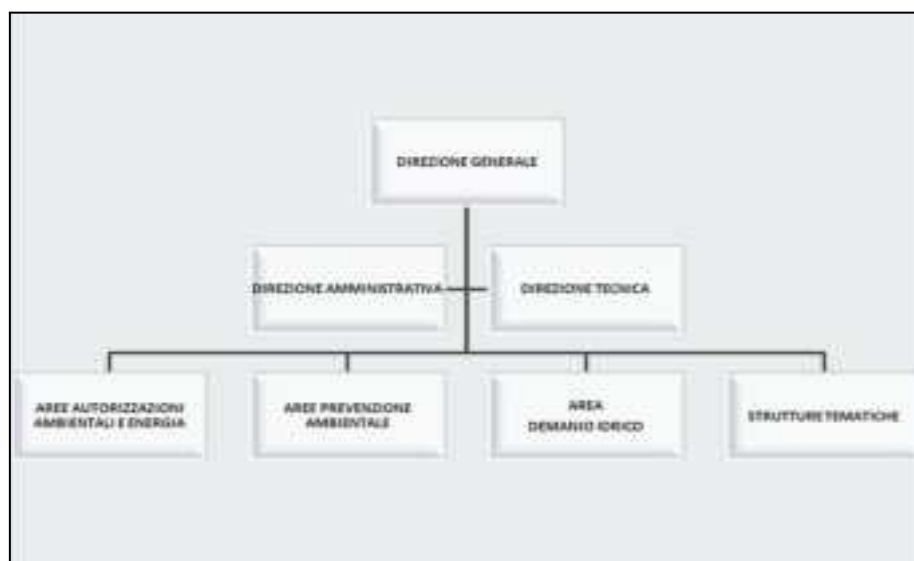 DIREZIONE GENERALE
DIREZIONE AMMINISTRATIVA
DIREZIONE TECNICA
AREE AUTORIZZAZIONI
AMBIENTALI E ENERGIA
AREE PREVENZIONE
AMBIENTALE
AREA
DEMANIO IDRICO
STRUTTURE TEMATICHE